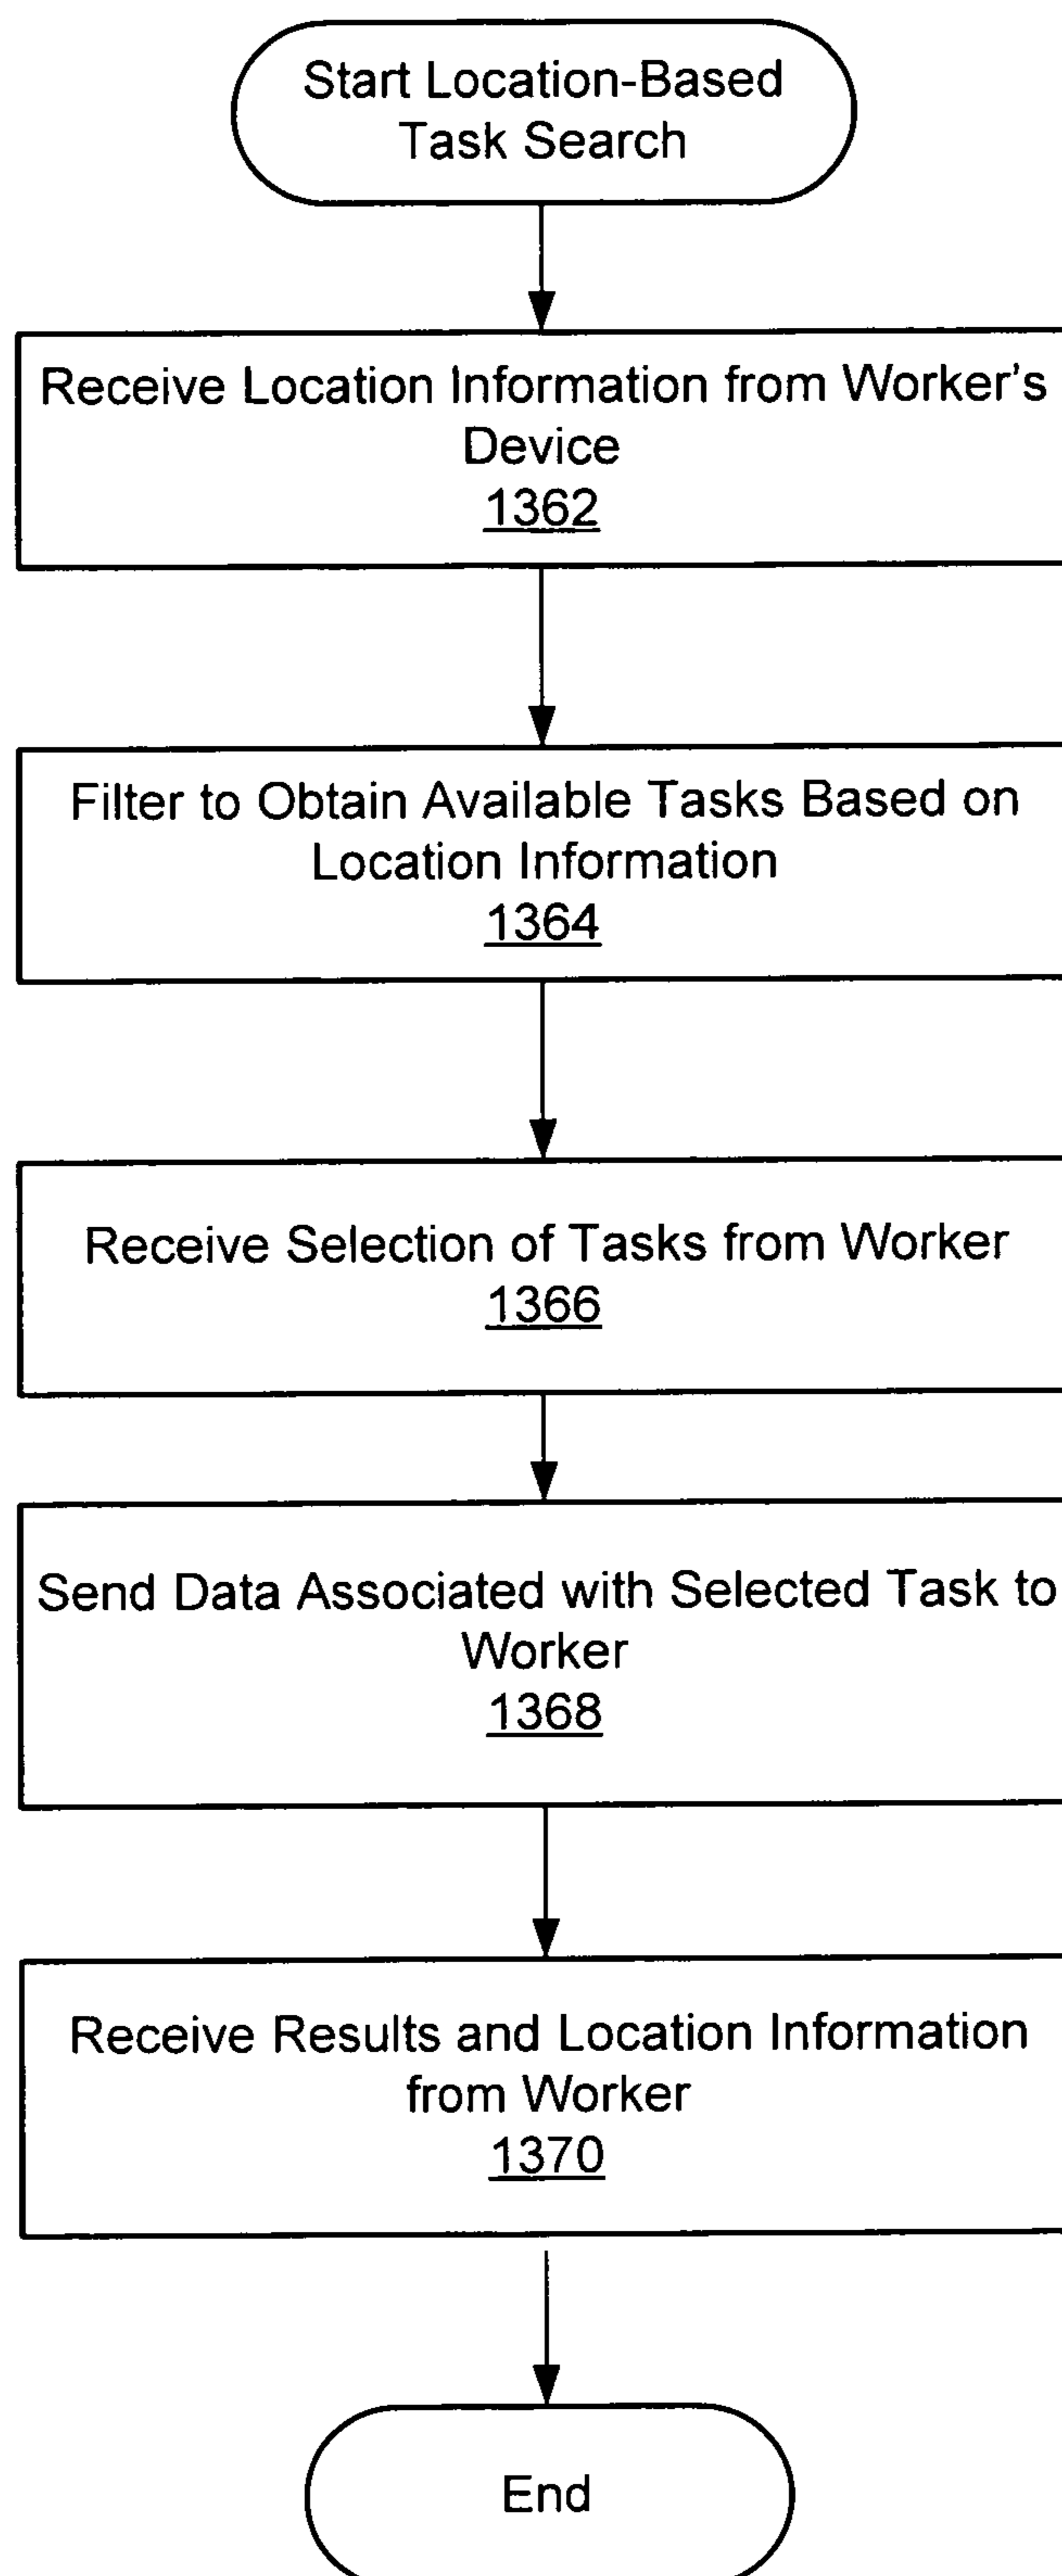 Start Location-Based
Task Search
Receive Location Information from Worker's
Device
1362
Filter to Obtain Available Tasks Based on
Location Information
1364
Receive Selection of Tasks from Worker
1366
Send Data Associated with Selected Task to
Worker
1368
Receive Results and Location Information
from Worker
1370
End